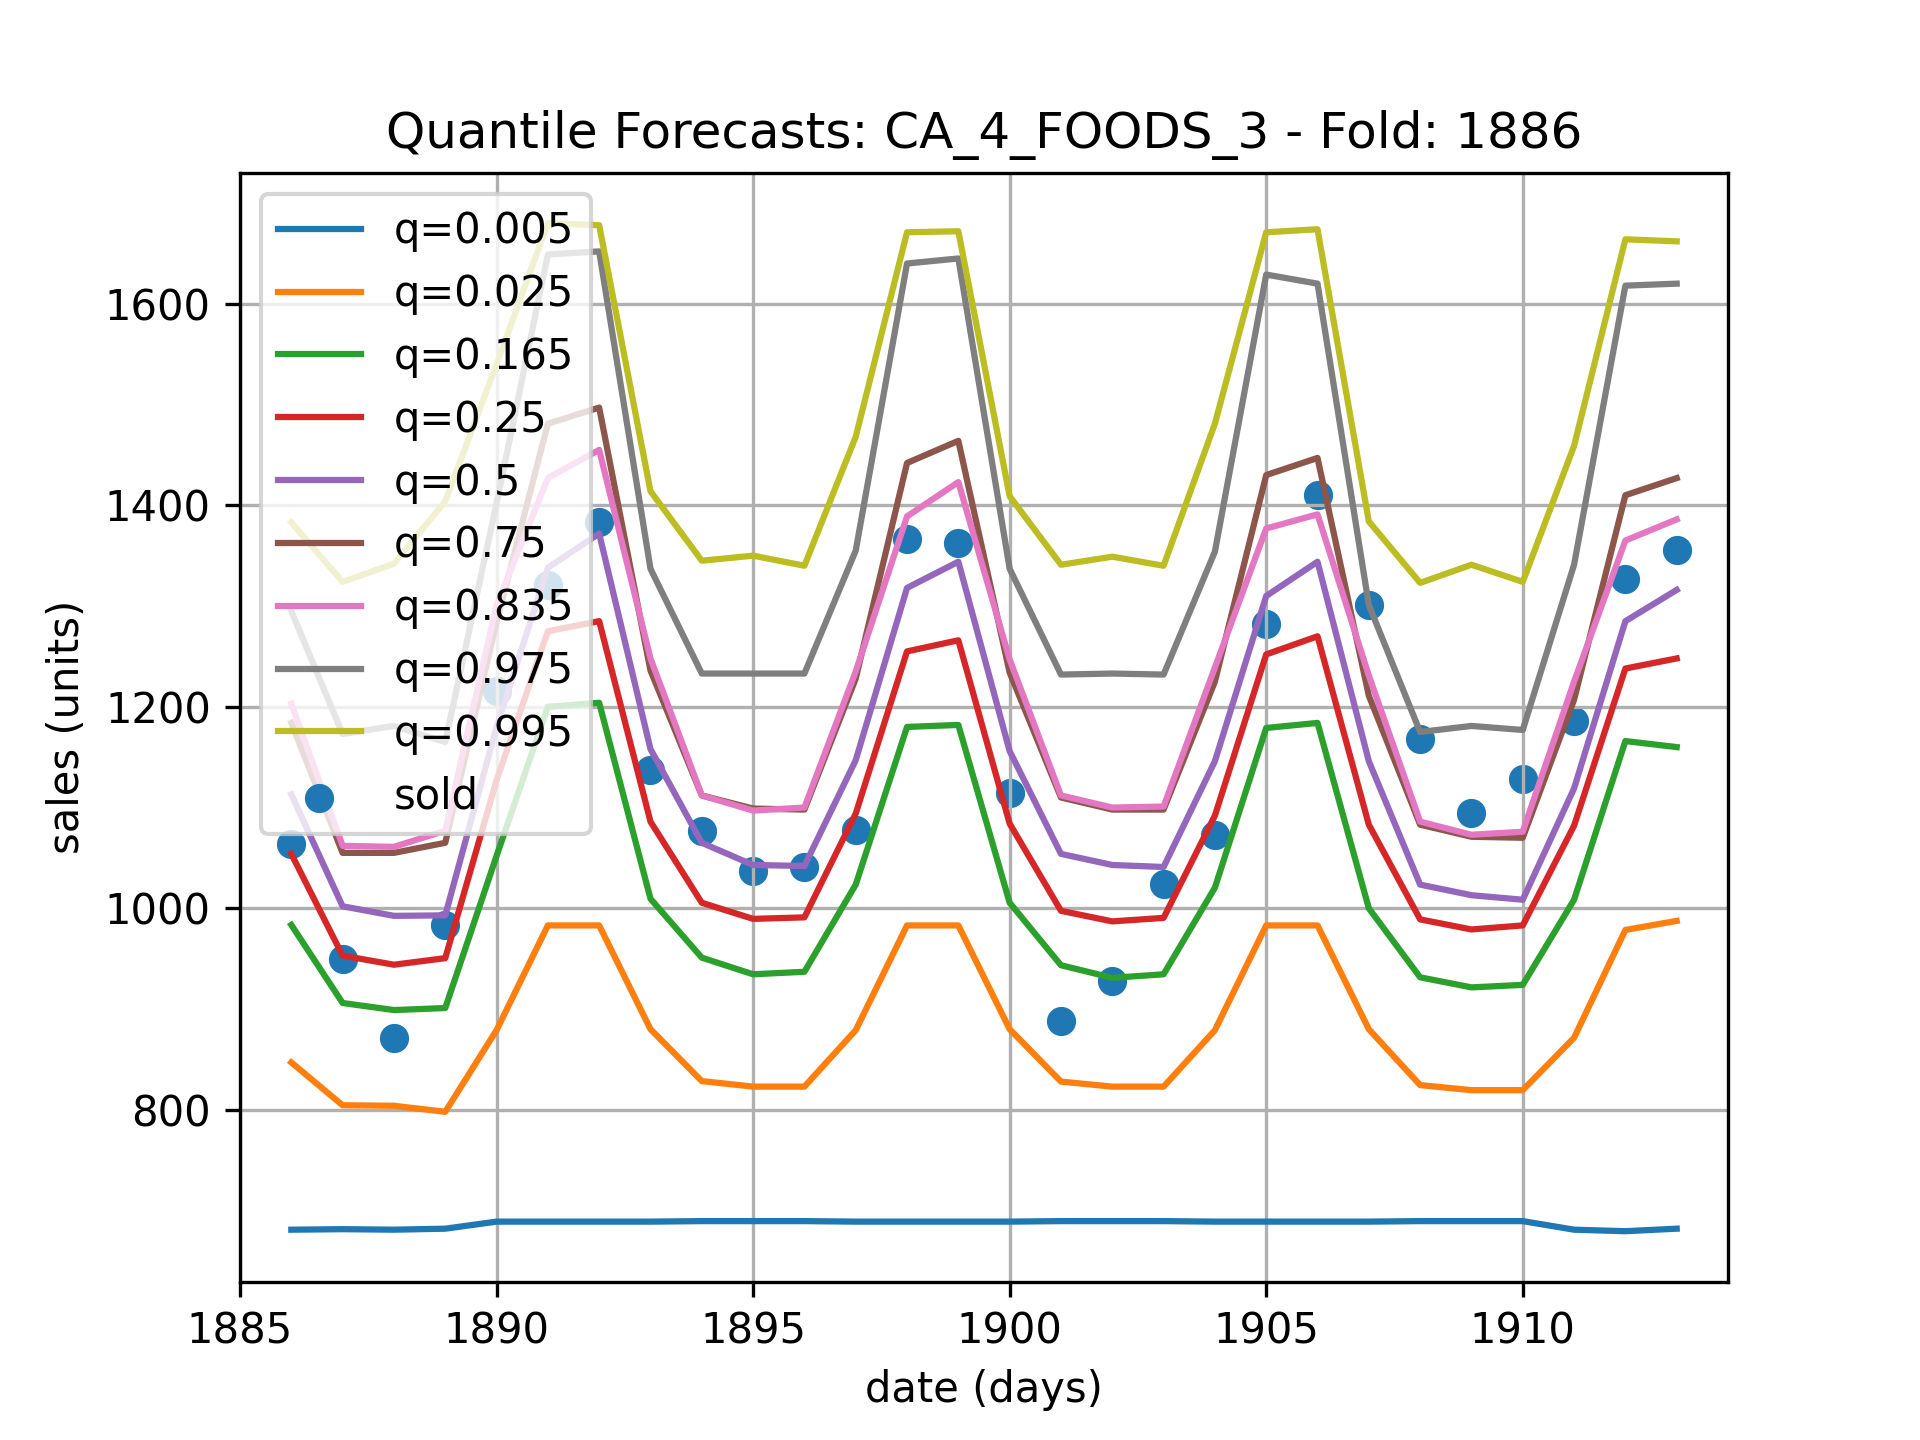 Quantile Forecasts: CA_4_FOODS_3 - Fold: 1886
q=0.005
q=0.025
q=0.165
q=0.25
q=0.5
q=0.75
q=0.835
q=0.975
q=0.995
sold
sales (units)
1600
1400
1200
1000
800
1885 1890 1895 1900 1905 1910
date (days)